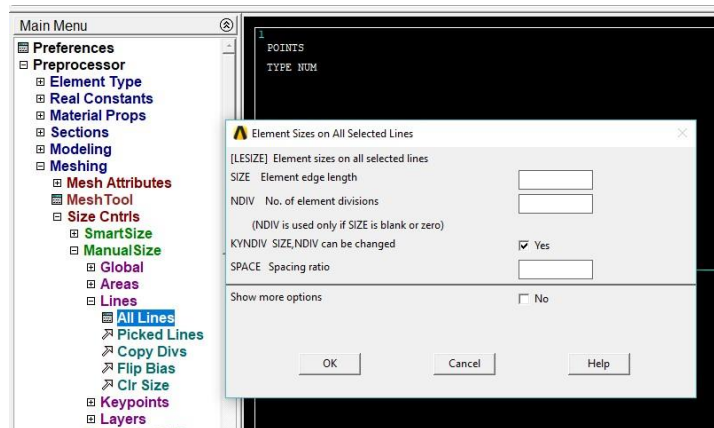 Main Menu
Preferences
Preprocessor
Element Type
Real Constants
Material Props
Sections
Modeling
Meshing
Mesh Attributes
MeshTool
Size Cntrls
SmartSize
ManualSize
Global
Areas
Lines
All Lines
Picked Lines
Copy Divs
Flip Bias
Clr Size
Keypoints
Layers
1
POINTS
TYPE NUM
Element Sizes on All Selected Lines
[LESIZE] Element sizes on all selected lines
SIZE Element edge length
NDIV No. of element divisions
(NDIV is used only if SIZE is blank or zero)
KYNDIV SIZE,NDIV can be changed
Yes
SPACE Spacing ratio
Show more options
No
OK Cancel Help